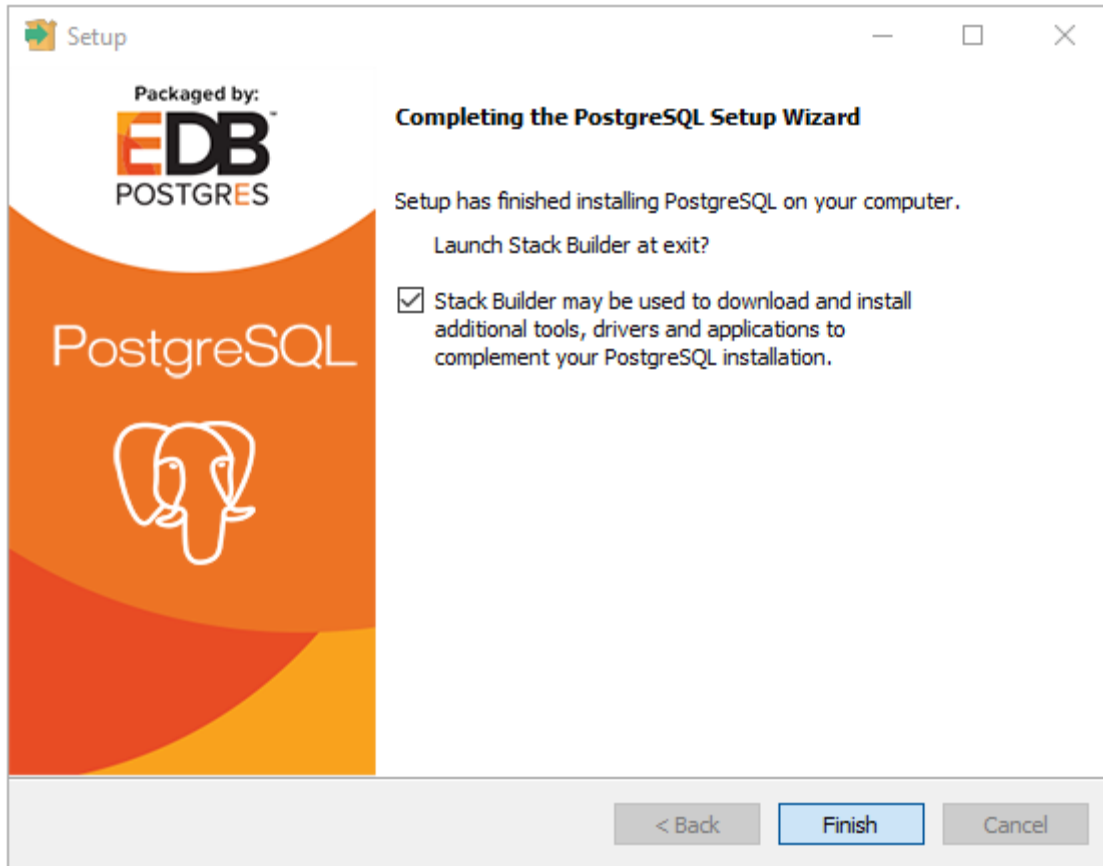 Setup
Packaged by:
EDB™
POSTGRES
PostgreSQL
Completing the PostgreSQL Setup Wizard
Setup has finished installing PostgreSQL on your computer.
Launch Stack Builder at exit?
Stack Builder may be used to download and install
additional tools, drivers and applications to
complement your PostgreSQL installation.
< Back
Finish
Cancel